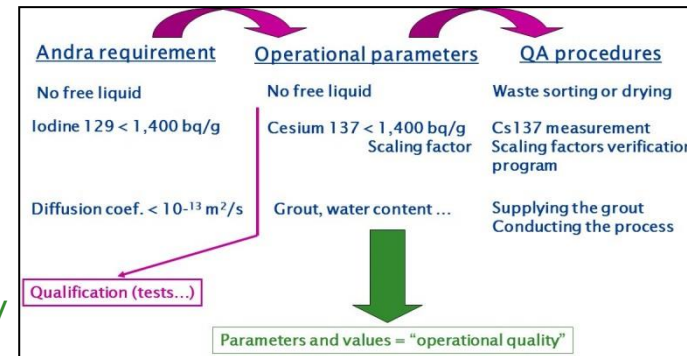 Andra requirement Operational parameters QA procedures
No free liquid No free liquid Waste sorting or drying
Iodine 129 < 1,400 bq/g Cesium 137 < 1,400 bq/g Cs137 measurement
Scaling factor Scaling factors verification
program
Diffusion coef. < 10-13 m2/s Grout, water content ... Supplying the grout
Conducting the process
Qualification (tests...)
Parameters and values = “operational quality”